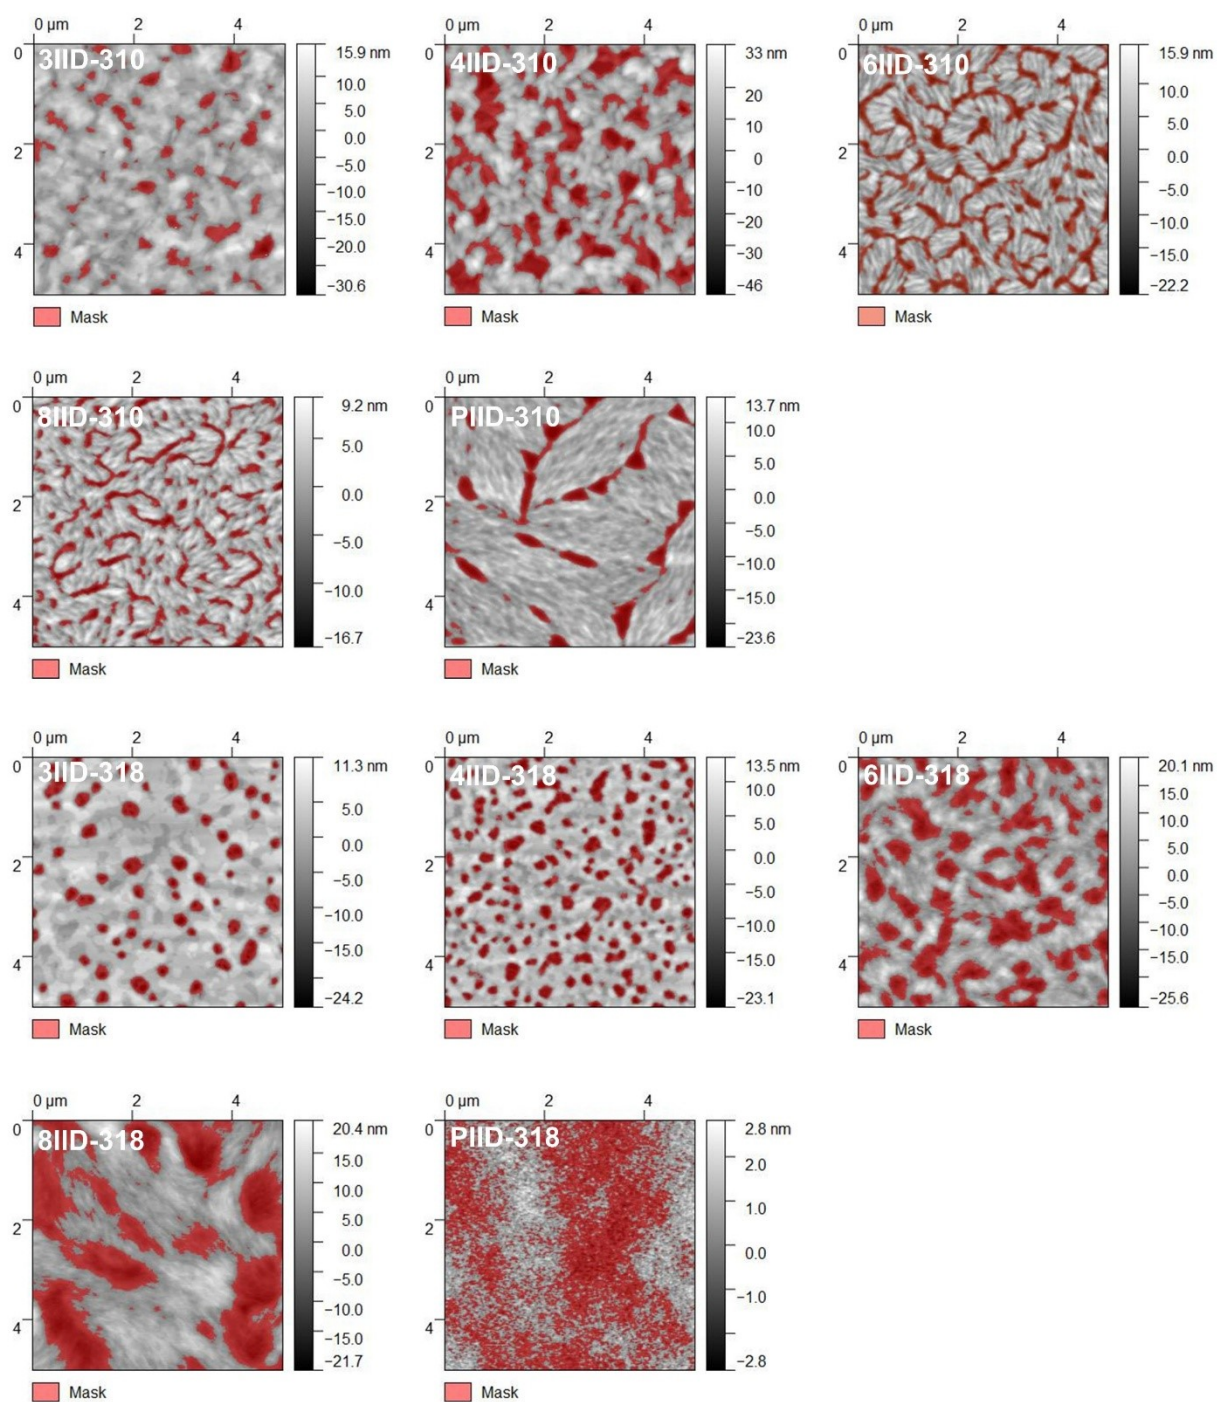 0 µm 2 4
0 2 4
3IID-310
15.9 nm
10.0
5.0
0.0
−5.0
−10.0
−15.0
−20.0
−30.6
Mask
0 µm 2 4
0 2 4
4IID-310
33 nm
20
10
0
−10
−20
−30
−46
Mask
2 4
0 2 4
6IID-310
15.9 nm
10.0
5.0
0.0
−5.0
−10.0
−15.0
−22.2
Mask
0 µm 2 4
0 2 4
8IID-310
9.2 nm
5.0
0.0
−5.0
−10.0
−16.7
Mask
0 µm 2 4
0 2 4
PIID-310
13.7 nm
10.0
5.0
0.0
−5.0
−10.0
−15.0
−23.6
Mask
0 µm 2 4
0 2 4
3IID-318
11.3 nm
5.0
0.0
−5.0
−10.0
−15.0
−24.2
Mask
0 µm 2 4
0 2 4
4IID-318
13.5 nm
10.0
5.0
0.0
−5.0
−10.0
−15.0
−23.1
Mask
0 µm 2 4
0 2 4
6IID-318
20.1 nm
15.0
10.0
5.0
0.0
−5.0
−10.0
−15.0
−25.6
Mask
0 µm 2 4
0 2 4
8IID-318
20.4 nm
15.0
10.0
5.0
0.0
−5.0
−10.0
−15.0
−21.7
Mask
0 µm 2 4
0 2 4
PIID-318
2.8 nm
2.0
1.0
0.0
−1.0
−2.8
Mask